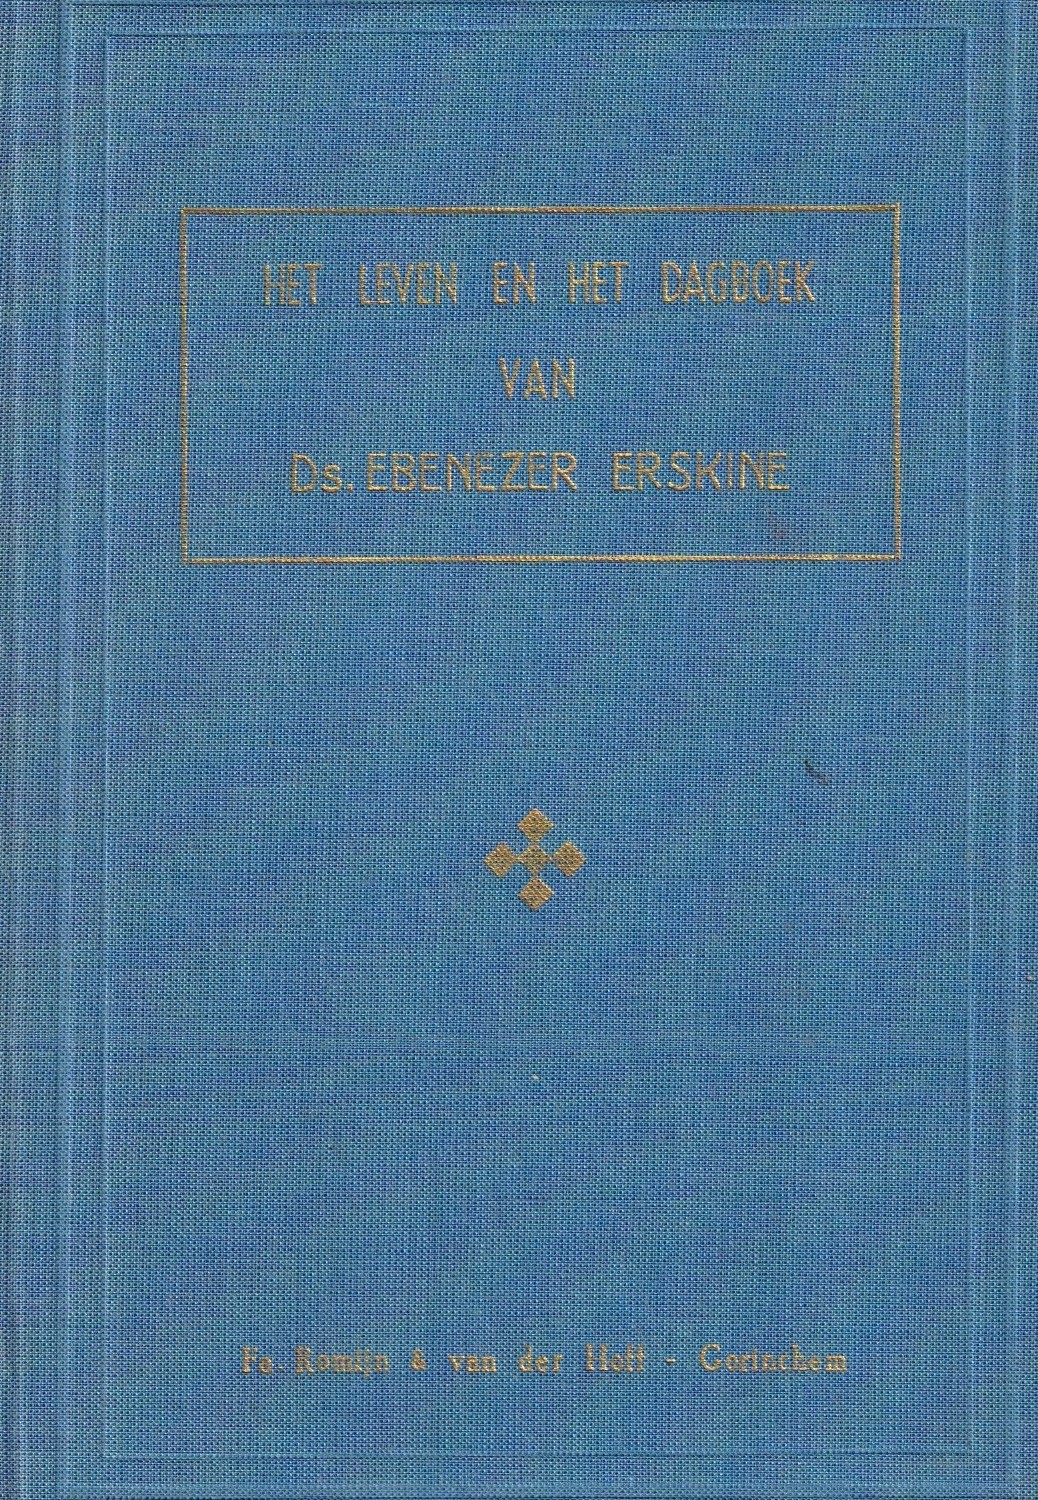 HET LEVEN EN HET DAGBOEK
VAN
Ds. EBENEZER ERSKINE
Fa. Romijn & van der Hoff - Gorinchem